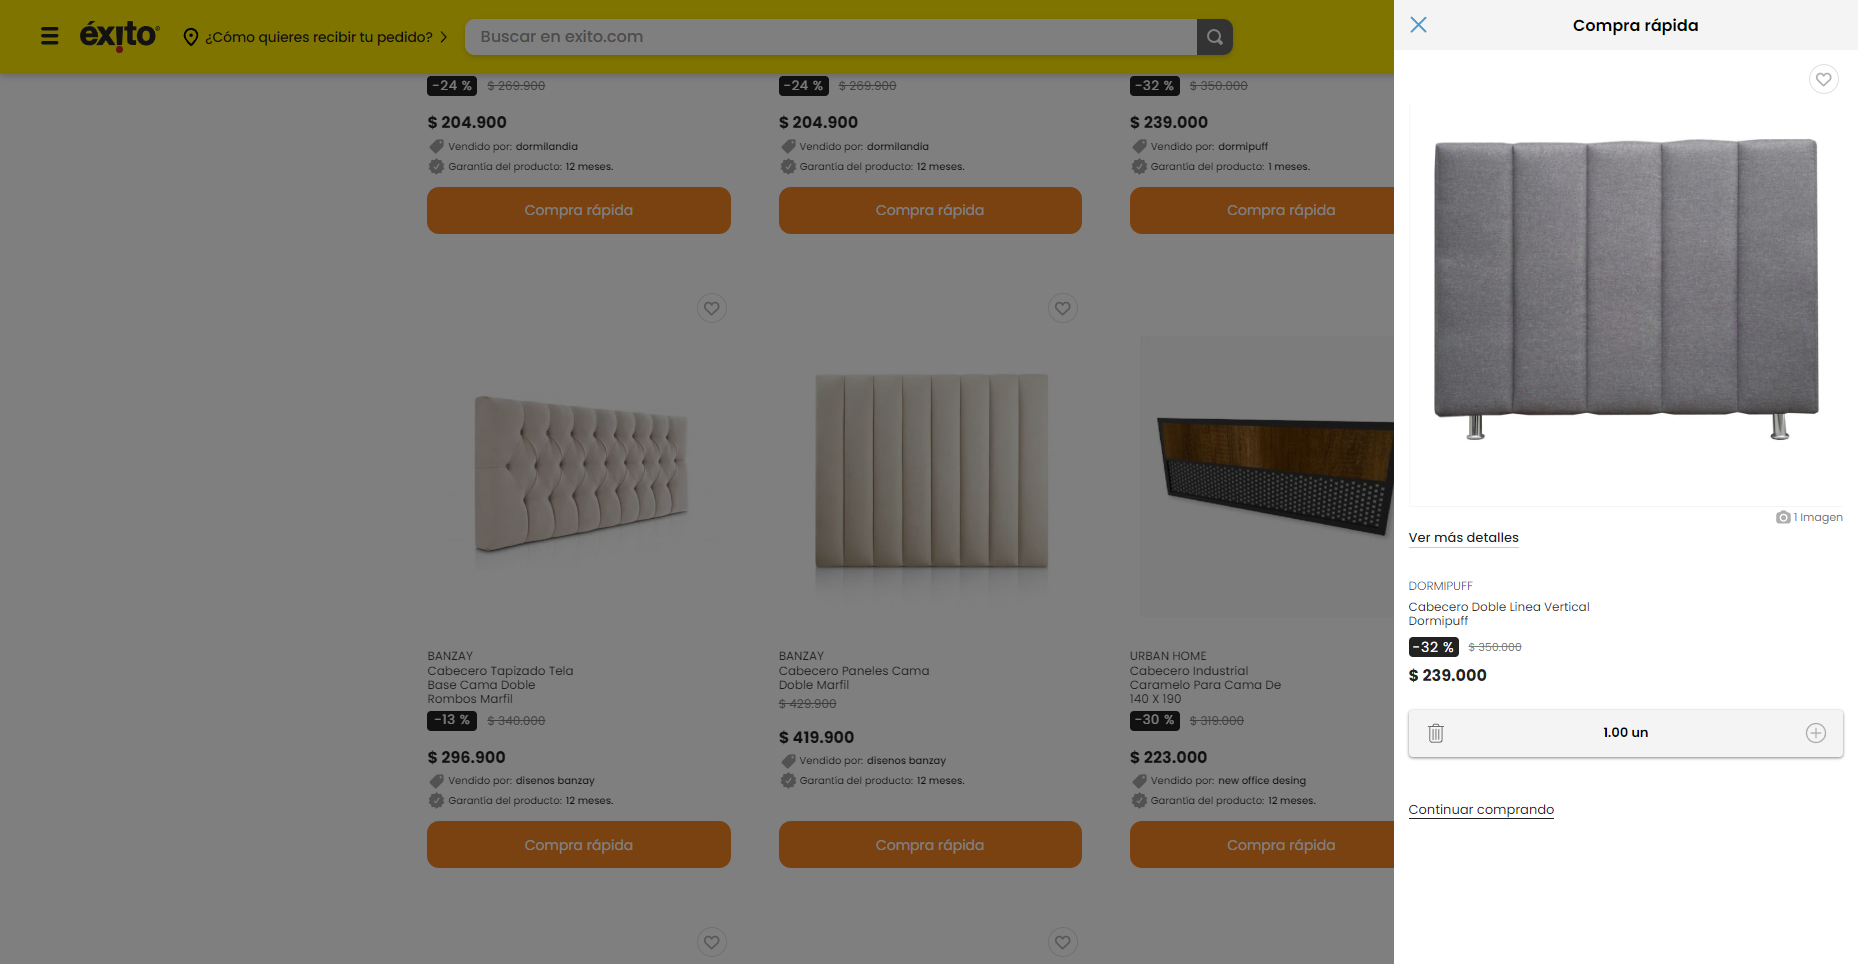 éxito
¿Cómo quieres recibir tu pedido?
Buscar en exito.com
-24 % $ 269.900
$ 204.900
Vendido por: dormilandia
Garantía del producto: 12 meses.
Compra rápida
-24 % $ 269.900
$ 204.900
Vendido por: dormilandia
Garantía del producto: 12 meses.
Compra rápida
-32 % $ 350.000
$ 239.000
Vendido por: dormipuff
Garantía del producto: 1 meses.
Compra rápida
BANZAY
Cabecero Tapizado Tela
Base Cama Doble
Rombos Marfil
-13 % $ 340.000
$ 296.900
Vendido por: disenos banzay
Garantía del producto: 12 meses.
Compra rápida
BANZAY
Cabecero Paneles Cama
Doble Marfil
$ 429.900
$ 419.900
Vendido por: disenos banzay
Garantía del producto: 12 meses.
Compra rápida
URBAN HOME
Cabecero Industrial
Caramelo Para Cama De
140 X 190
-30 % $ 319.000
$ 223.000
Vendido por: new office desing
Garantía del producto: 12 meses.
Compra rápida
Compra rápida
1 Imagen
Ver más detalles
DORMIPUFF
Cabecero Doble Linea Vertical
Dormipuff
-32 % $ 350.000
$ 239.000
1.00 un
Continuar comprando